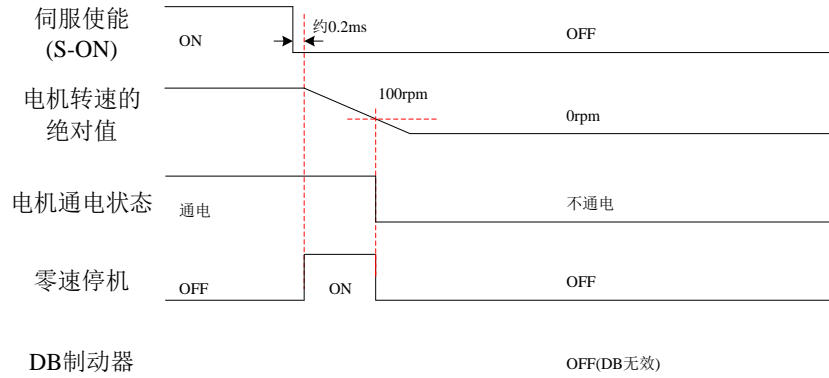 伺服使能
(S-ON)
ON
约0.2ms
OFF
电机转速的
绝对值
100rpm
0rpm
电机通电状态
通电
不通电
零速停机
OFF
ON
OFF
DB制动器
OFF(DB无效)